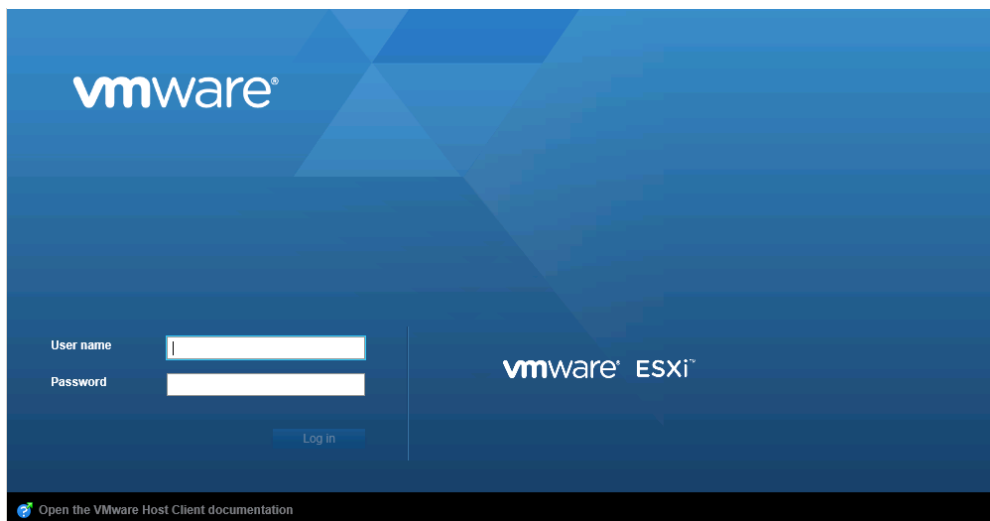 vmware®
User name
Password
vmware® ESXi™
Log in
Open the VMware Host Client documentation